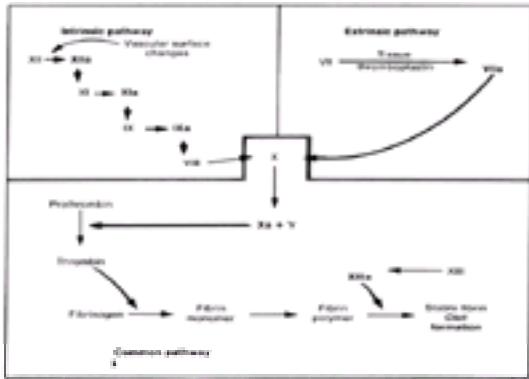 Intrinsic pathway
Vascular surface
changes
XII XIIa
XI XIa
IX IXa
VIII
Extrinsic pathway
Tissue
VII thromboplastin VIIa
X
Prothrombin
Xa + V
Thrombin
XIIIa XIII
Fibrinogen
Fibrin
monomer
Fibrin
polymer
Stable fibrin
Clot
formation
Common pathway